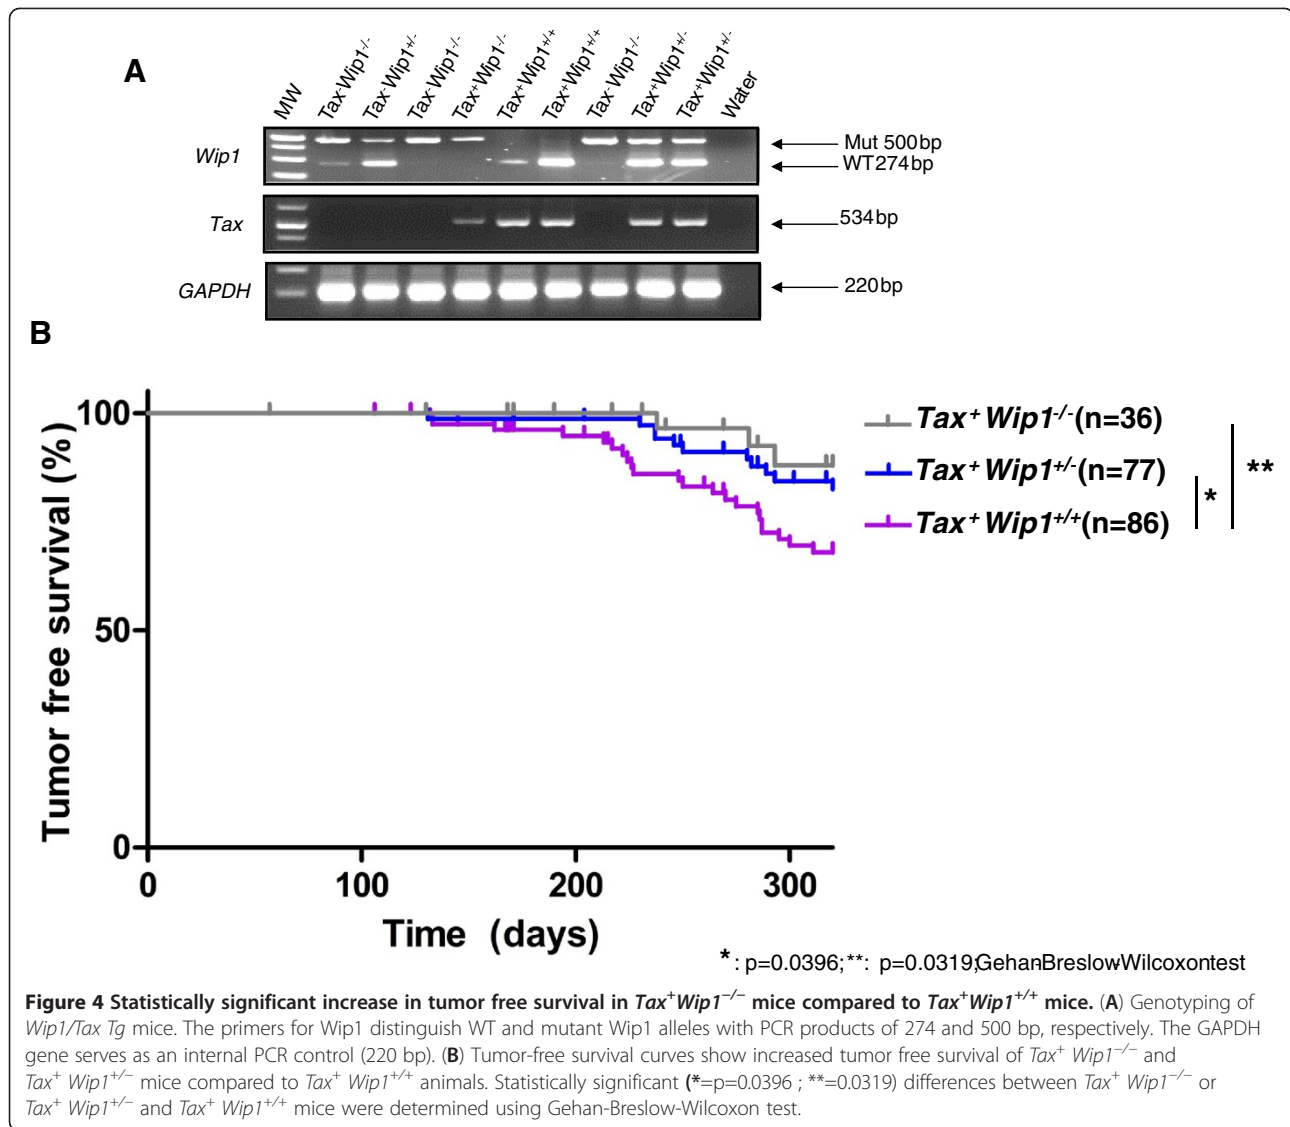 A
MW Tax-Wip1-/- Tax-Wip1+/- Tax-Wip1-/- Tax+Wip1-/- Tax+Wip1+/+ Tax+Wip1+/+ Tax-Wip1-/- Tax+Wip1+/- Tax+Wip1+/- Water
Wip1
Mut 500bp
WT274bp
Tax
534bp
GAPDH
220bp
B
Tumor free survival (%)
100
50
0
0 100 200 300
Time (days)
Tax+ Wip1-/- (n=36)
Tax+ Wip1+/- (n=77)
Tax+ Wip1+/+ (n=86)
*
**
*: p=0.0396; **: p=0.0319;Gehan-Breslow-Wilcoxon test
Figure 4 Statistically significant increase in tumor free survival in Tax+Wip1−/− mice compared to Tax+Wip1+/+ mice. (A) Genotyping of
Wip1/Tax Tg mice. The primers for Wip1 distinguish WT and mutant Wip1 alleles with PCR products of 274 and 500 bp, respectively. The GAPDH
gene serves as an internal PCR control (220 bp). (B) Tumor-free survival curves show increased tumor free survival of Tax+ Wip1−/− and
Tax+ Wip1+/− mice compared to Tax+ Wip1+/+ animals. Statistically significant (*=p=0.0396 ; **=0.0319) differences between Tax+ Wip1−/− or
Tax+ Wip1+/− and Tax+ Wip1+/+ mice were determined using Gehan-Breslow-Wilcoxon test.